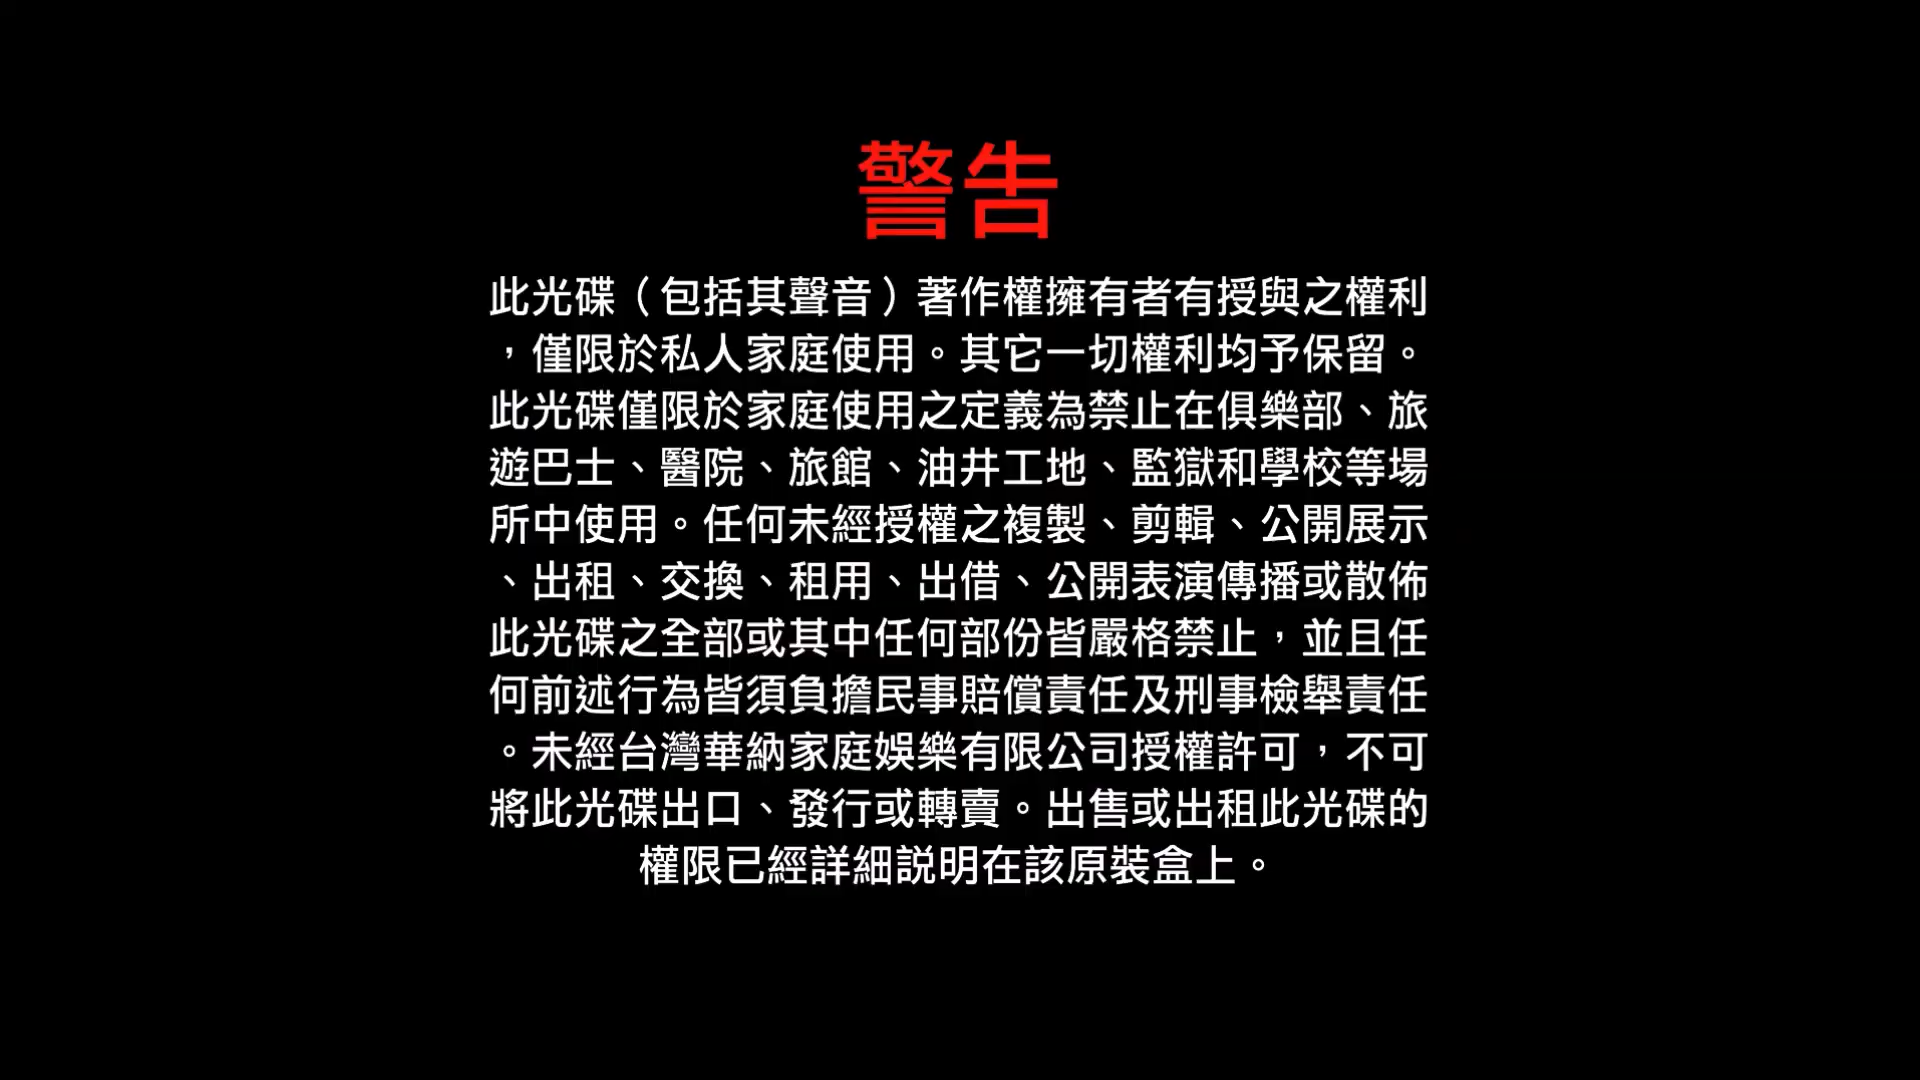 警告
此光碟（包括其聲音）著作權擁有者有授與之權利
，僅限於私人家庭使用。其它一切權利均予保留。
此光碟僅限於家庭使用之定義為禁止在俱樂部、旅
遊巴士、醫院、旅館、油井工地、監獄和學校等場
所中使用。任何未經授權之複製、剪輯、公開展示
、出租、交換、租用、出借、公開表演傳播或散佈
此光碟之全部或其中任何部份皆嚴格禁止，並且任
何前述行為皆須負擔民事賠償責任及刑事檢舉責任
。未經台灣華納家庭娛樂有限公司授權許可，不可
將此光碟出口、發行或轉賣。出售或出租此光碟的
權限已經詳細說明在該原裝盒上。